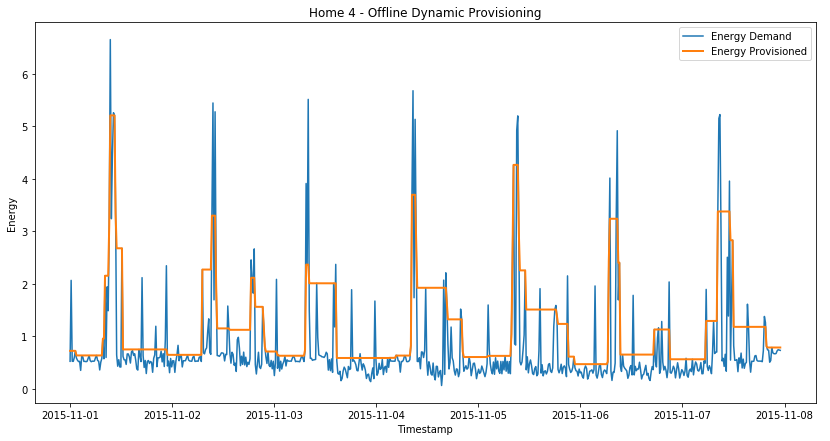 Home 4 - Offline Dynamic Provisioning
Energy Demand
Energy Provisioned
6
5
4
3
2
1
0
Energy
2015-11-01 2015-11-02 2015-11-03 2015-11-04 2015-11-05 2015-11-06 2015-11-07 2015-11-08
Timestamp